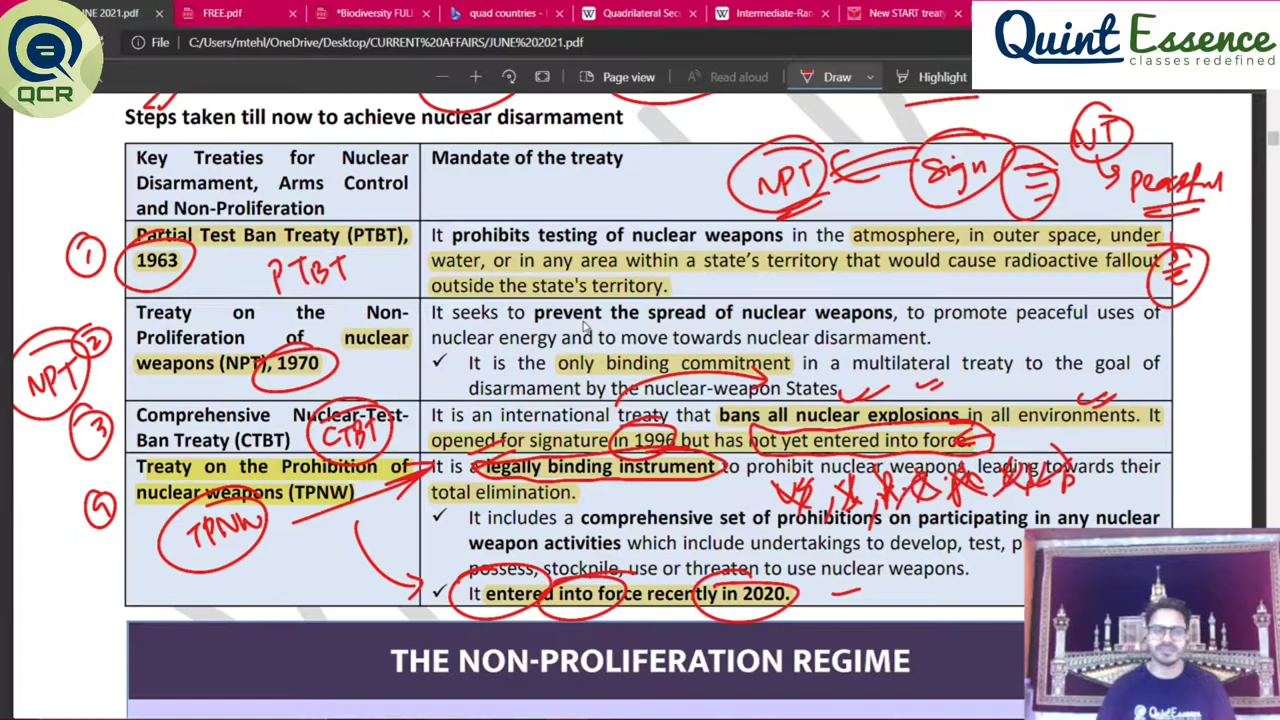 JUNE 2021.pdf
FREE.pdf
*Biodiversity FULL
quad countries -
Quadrilateral Sec
Intermediate-Ran
New START treaty
File
C:/Users/mtehl/OneDrive/Desktop/CURRENT%20AFFAIRS/JUNE%202021.pdf
Quint Essence
classes redefined
QCR
Page view
Read aloud
Draw
Highlight
Steps taken till now to achieve nuclear disarmament
Key Treaties for Nuclear
Disarmament, Arms Control
and Non-Proliferation
Mandate of the treaty
NPT
Sign
NT
peaceful
1
Partial Test Ban Treaty (PTBT),
1963
PTBT
It prohibits testing of nuclear weapons in the atmosphere, in outer space, under
water, or in any area within a state's territory that would cause radioactive fallout
outside the state's territory.
NPT
2
Treaty on the Non-
Proliferation of nuclear
weapons (NPT), 1970
It seeks to prevent the spread of nuclear weapons, to promote peaceful uses of
nuclear energy and to move towards nuclear disarmament.
✓ It is the only binding commitment in a multilateral treaty to the goal of
disarmament by the nuclear-weapon States.
3
Comprehensive Nuclear-Test-
Ban Treaty (CTBT)
CTBT
It is an international treaty that bans all nuclear explosions in all environments. It
opened for signature in 1996 but has not yet entered into force.
4
Treaty on the Prohibition of
nuclear weapons (TPNW)
TPNW
It is a legally binding instrument to prohibit nuclear weapons, leading towards their
total elimination.
✓ It includes a comprehensive set of prohibitions on participating in any nuclear
weapon activities which include undertakings to develop, test,
possess, stockpile, use or threaten to use nuclear weapons.
✓ It entered into force recently in 2020.
THE NON-PROLIFERATION REGIME
Quint Essence